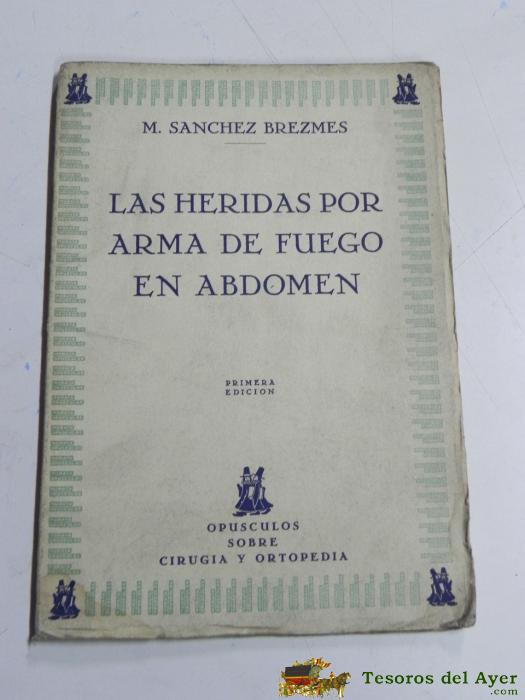 M. SANCHEZ BREZMES
LAS HERIDAS POR
ARMA DE FUEGO
EN ABDOMEN
PRIMERA
EDICION
OPUSCULOS
SOBRE
CIRUGIA Y ORTOPEDIA
Tesoros del Ayer
.com